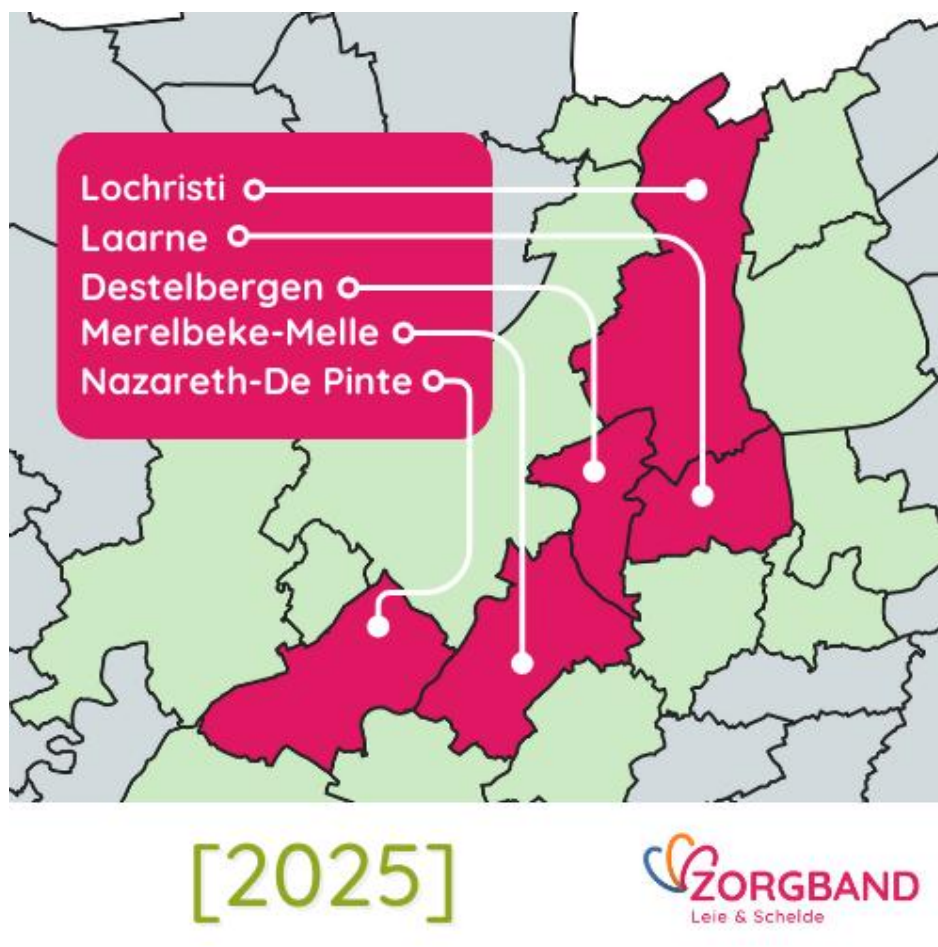 Lochristi
Laarne
Destelbergen
Merelbeke-Melle
Nazareth-De Pinte
[2025]
ZORGBAND
Leie & Schelde